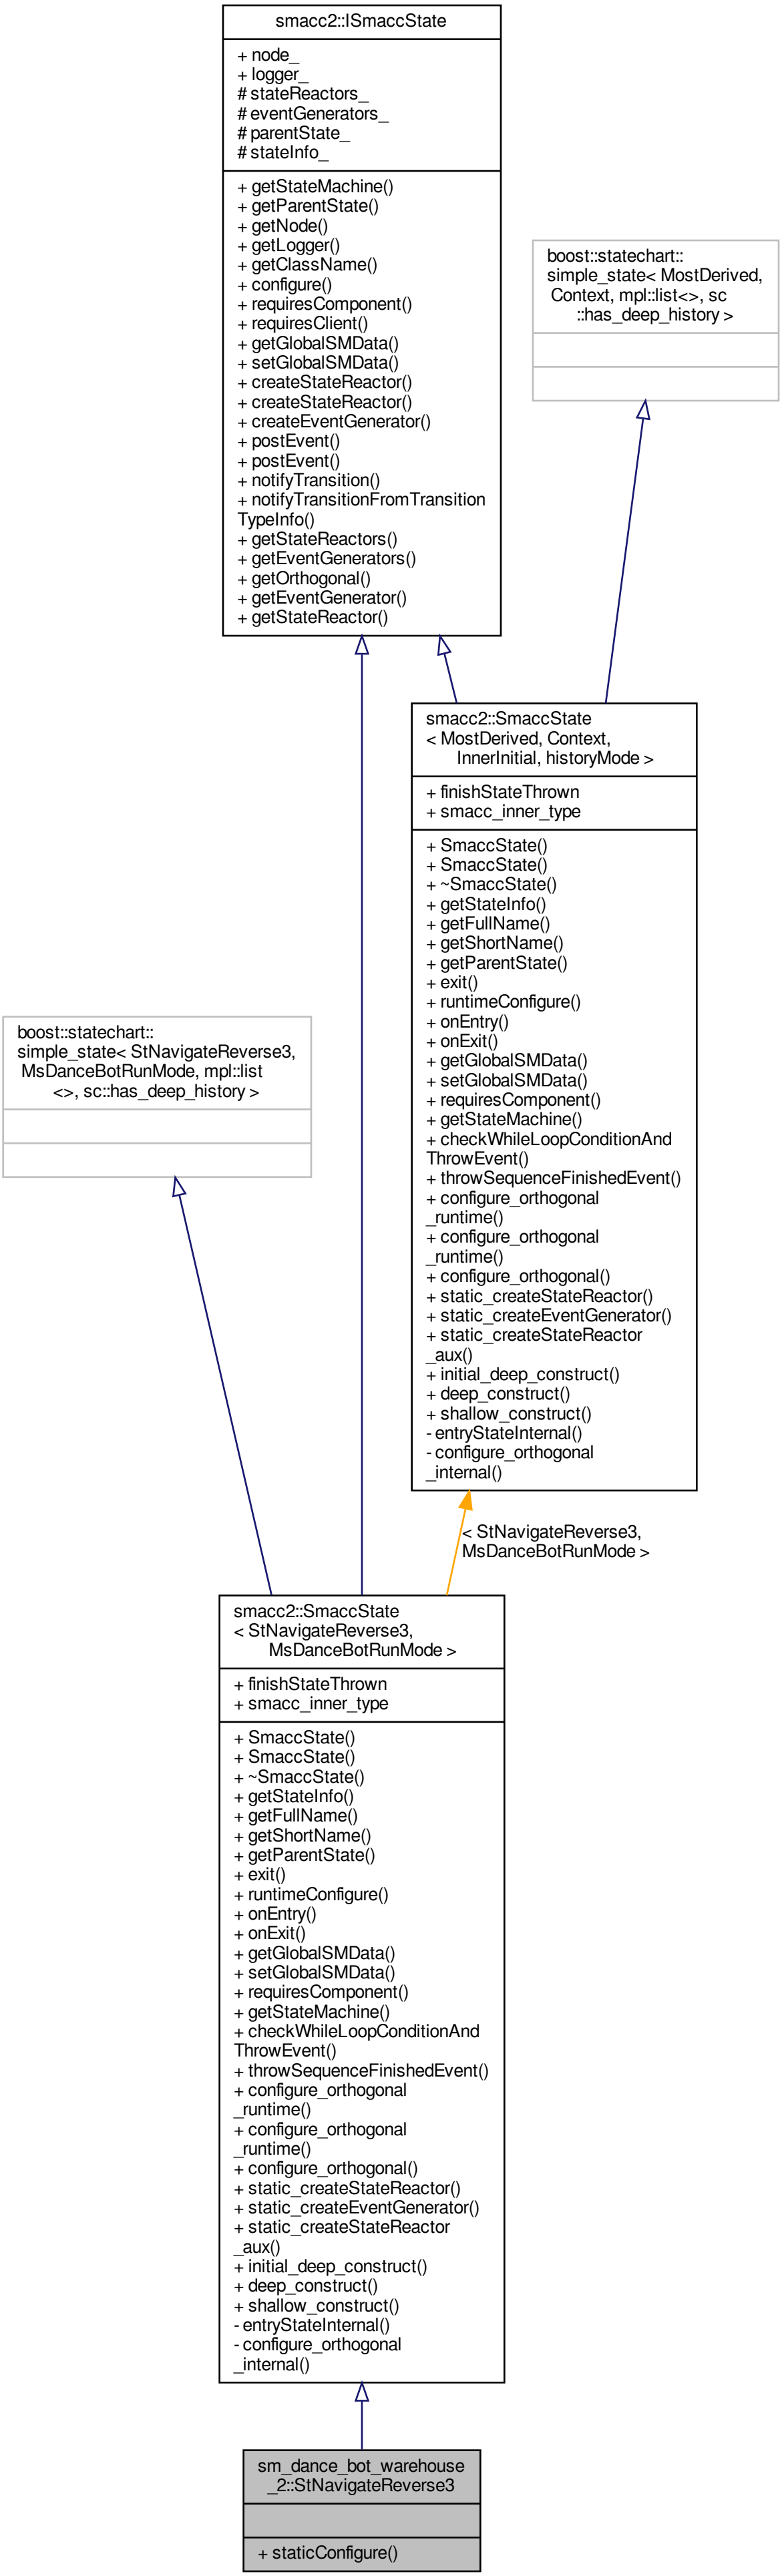 smacc2::ISmaccState
+ node_
+ logger_
# stateReactors_
# eventGenerators_
# parentState_
# stateInfo_
+ getStateMachine()
+ getParentState()
+ getNode()
+ getLogger()
+ getClassName()
+ configure()
+ requiresComponent()
+ requiresClient()
+ getGlobalSMData()
+ setGlobalSMData()
+ createStateReactor()
+ createStateReactor()
+ createEventGenerator()
+ postEvent()
+ postEvent()
+ notifyTransition()
+ notifyTransitionFromTransition
TypeInfo()
+ getStateReactors()
+ getEventGenerators()
+ getOrthogonal()
+ getEventGenerator()
+ getStateReactor()
boost::statechart::
simple_state< MostDerived,
Context, mpl::list<>, sc
::has_deep_history >
smacc2::SmaccState
< MostDerived, Context,
InnerInitial, historyMode >
+ finishStateThrown
+ smacc_inner_type
+ SmaccState()
+ SmaccState()
+ ~SmaccState()
+ getStateInfo()
+ getFullName()
+ getShortName()
+ getParentState()
+ exit()
+ runtimeConfigure()
+ onEntry()
+ onExit()
+ getGlobalSMData()
+ setGlobalSMData()
+ requiresComponent()
+ getStateMachine()
+ checkWhileLoopConditionAnd
ThrowEvent()
+ throwSequenceFinishedEvent()
+ configure_orthogonal
_runtime()
+ configure_orthogonal
_runtime()
+ configure_orthogonal()
+ static_createStateReactor()
+ static_createEventGenerator()
+ static_createStateReactor
_aux()
+ initial_deep_construct()
+ deep_construct()
+ shallow_construct()
- entryStateInternal()
- configure_orthogonal
_internal()
boost::statechart::
simple_state< StNavigateReverse3,
MsDanceBotRunMode, mpl::list
<>, sc::has_deep_history >
< StNavigateReverse3,
MsDanceBotRunMode >
smacc2::SmaccState
< StNavigateReverse3,
MsDanceBotRunMode >
+ finishStateThrown
+ smacc_inner_type
+ SmaccState()
+ SmaccState()
+ ~SmaccState()
+ getStateInfo()
+ getFullName()
+ getShortName()
+ getParentState()
+ exit()
+ runtimeConfigure()
+ onEntry()
+ onExit()
+ getGlobalSMData()
+ setGlobalSMData()
+ requiresComponent()
+ getStateMachine()
+ checkWhileLoopConditionAnd
ThrowEvent()
+ throwSequenceFinishedEvent()
+ configure_orthogonal
_runtime()
+ configure_orthogonal
_runtime()
+ configure_orthogonal()
+ static_createStateReactor()
+ static_createEventGenerator()
+ static_createStateReactor
_aux()
+ initial_deep_construct()
+ deep_construct()
+ shallow_construct()
- entryStateInternal()
- configure_orthogonal
_internal()
sm_dance_bot_warehouse
_2::StNavigateReverse3
+ staticConfigure()